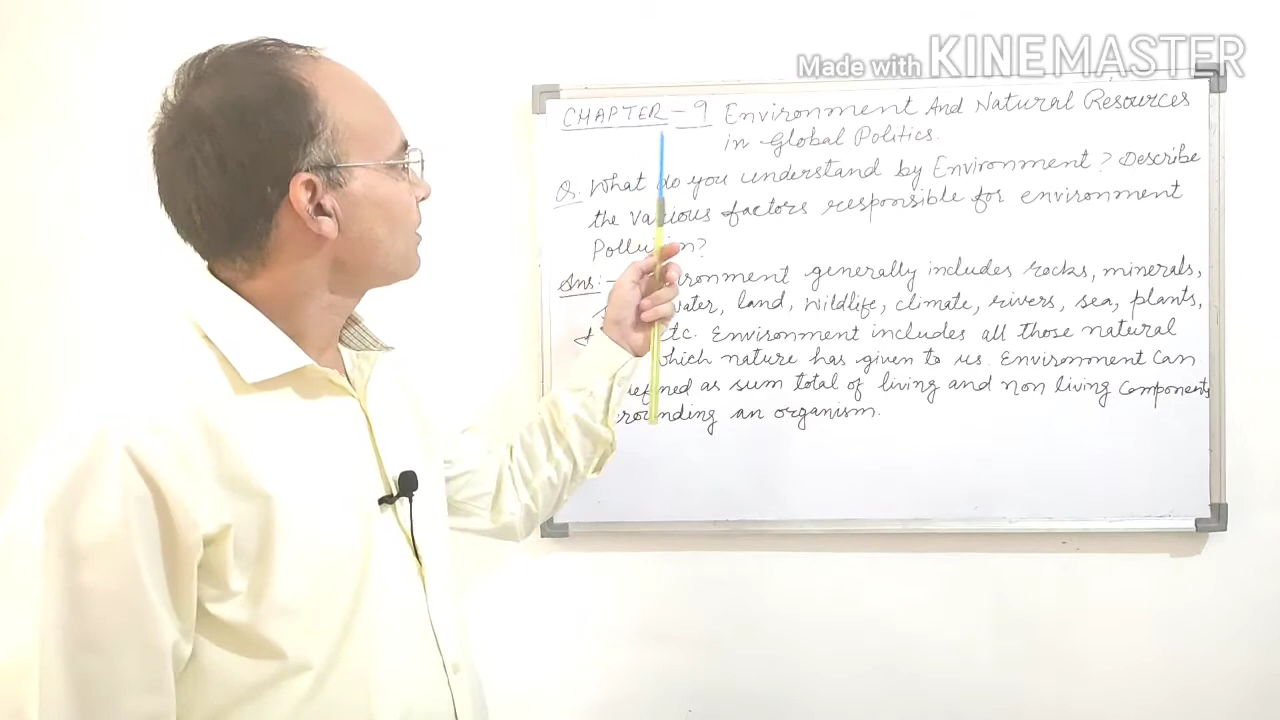 Made with KINEMASTER
CHAPTER - 9 Environment And Natural Resources
in Global Politics.
Q. What do you understand by Environment? Describe
the various factors responsible for environment
Pollu n?
Ans:- ronment generally includes rocks, minerals,
water, land, wildlife, climate, rivers, sea, plants,
etc. Environment includes all those natural
which nature has given to us. Environment can
efined as sum total of living and non living components
rounding an organism.